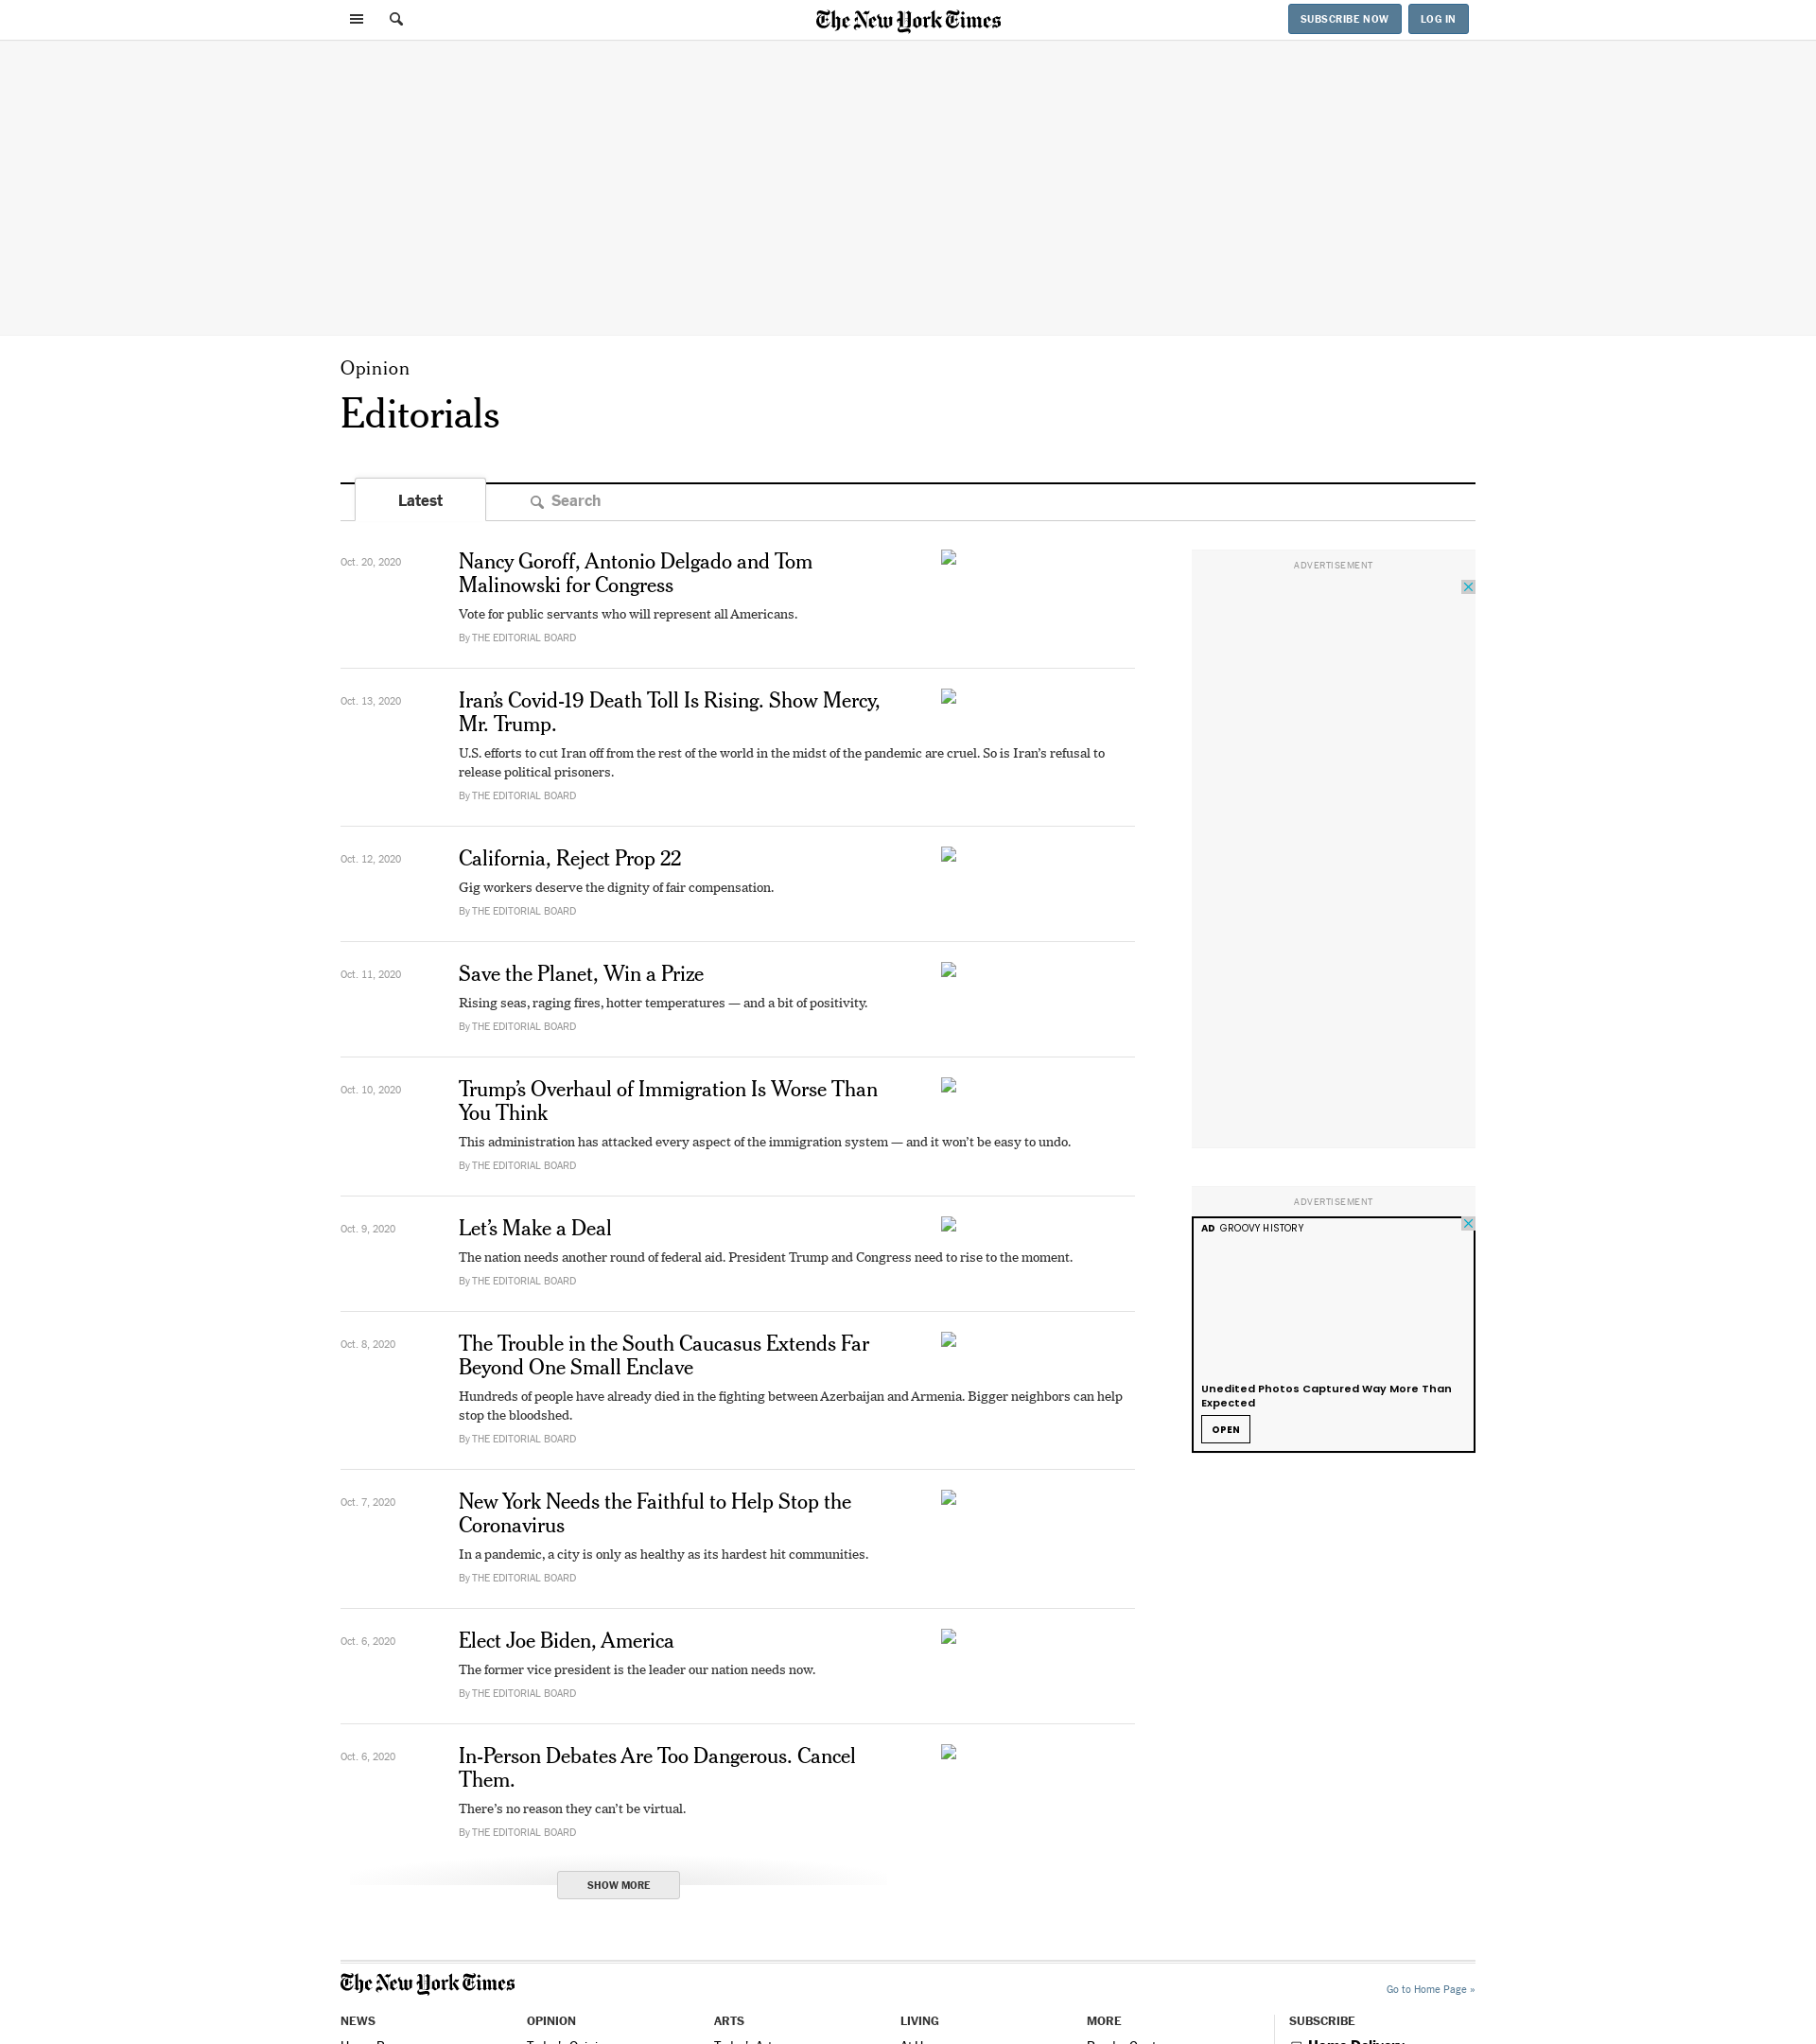 The New York Times
SUBSCRIBE NOW
LOG IN
Opinion
Editorials
Latest
Search
Oct. 20, 2020
Nancy Goroff, Antonio Delgado and Tom
Malinowski for Congress
Vote for public servants who will represent all Americans.
By THE EDITORIAL BOARD
Oct. 13, 2020
Iran’s Covid-19 Death Toll Is Rising. Show Mercy,
Mr. Trump.
U.S. efforts to cut Iran off from the rest of the world in the midst of the pandemic are cruel. So is Iran’s refusal to
release political prisoners.
By THE EDITORIAL BOARD
Oct. 12, 2020
California, Reject Prop 22
Gig workers deserve the dignity of fair compensation.
By THE EDITORIAL BOARD
Oct. 11, 2020
Save the Planet, Win a Prize
Rising seas, raging fires, hotter temperatures — and a bit of positivity.
By THE EDITORIAL BOARD
Oct. 10, 2020
Trump’s Overhaul of Immigration Is Worse Than
You Think
This administration has attacked every aspect of the immigration system — and it won’t be easy to undo.
By THE EDITORIAL BOARD
Oct. 9, 2020
Let’s Make a Deal
The nation needs another round of federal aid. President Trump and Congress need to rise to the moment.
By THE EDITORIAL BOARD
Oct. 8, 2020
The Trouble in the South Caucasus Extends Far
Beyond One Small Enclave
Hundreds of people have already died in the fighting between Azerbaijan and Armenia. Bigger neighbors can help
stop the bloodshed.
By THE EDITORIAL BOARD
Oct. 7, 2020
New York Needs the Faithful to Help Stop the
Coronavirus
In a pandemic, a city is only as healthy as its hardest hit communities.
By THE EDITORIAL BOARD
Oct. 6, 2020
Elect Joe Biden, America
The former vice president is the leader our nation needs now.
By THE EDITORIAL BOARD
Oct. 6, 2020
In-Person Debates Are Too Dangerous. Cancel
Them.
There’s no reason they can’t be virtual.
By THE EDITORIAL BOARD
SHOW MORE
ADVERTISEMENT
ADVERTISEMENT
AD GROOVY HISTORY
Unedited Photos Captured Way More Than
Expected
OPEN
The New York Times
Go to Home Page »
NEWS
OPINION
ARTS
LIVING
MORE
SUBSCRIBE